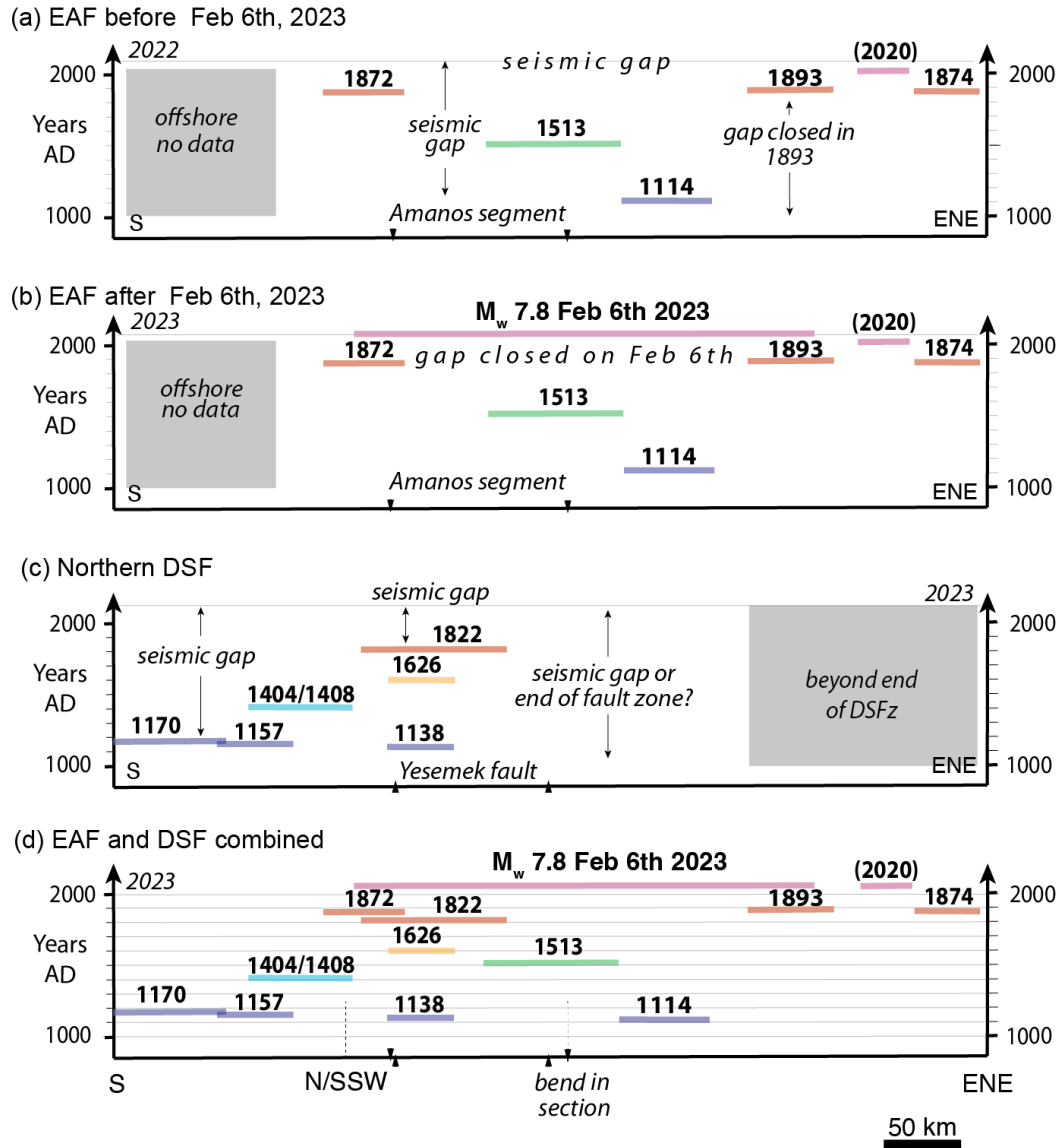 (a) EAF before Feb 6th, 2023
2022
seismic gap
2000
1872
1893
(2020)
1874
2000
Years
AD
offshore
no data
seismic
gap
1513
gap closed in
1893
1114
1000
S
Amanos segment
ENE
1000
(b) EAF after Feb 6th, 2023
2023
Mw 7.8 Feb 6th 2023
(2020)
2000
1872
gap closed on Feb 6th
1893
1874
2000
Years
AD
offshore
no data
1513
1114
1000
S
Amanos segment
ENE
1000
(c) Northern DSF
seismic gap
2023
2000
1822
2000
Years
AD
seismic gap
1626
seismic gap or
end of fault zone?
beyond end
of DSFz
1404/1408
1170
1157
1138
1000
S
Yesemek fault
ENE
1000
(d) EAF and DSF combined
2023
Mw 7.8 Feb 6th 2023
(2020)
2000
1872
1822
1893
1874
2000
Years
AD
1626
1513
1404/1408
1170
1157
1138
1114
1000
1000
S
N/SSW
bend in
section
ENE
50 km